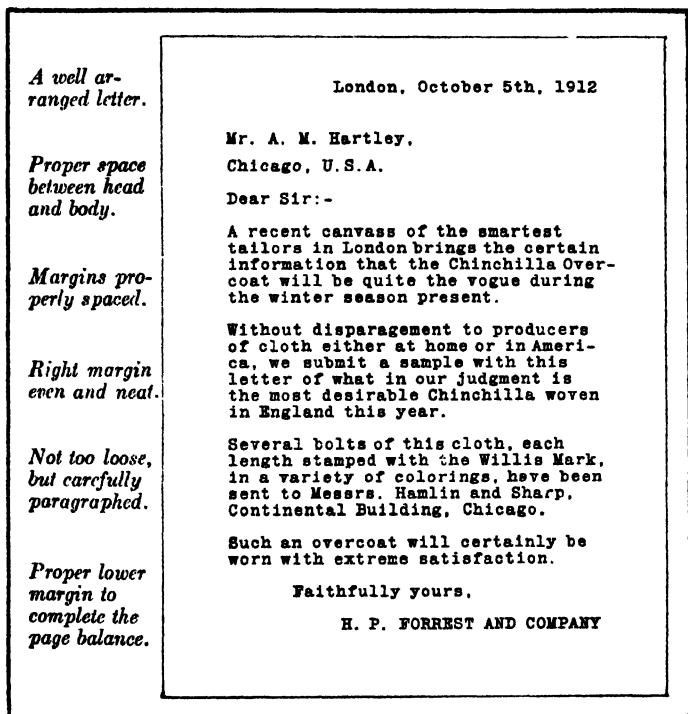 A well ar-
ranged letter.
Proper space
between head
and body.
Margins pro-
perly spaced.
Right margin
even and neat.
Not too loose,
but carefully
paragraphed.
Proper lower
margin to
complete the
page balance.
London, October 5th, 1912
Mr. A. M. Hartley,
Chicago, U.S.A.
Dear Sir:-
A recent canvass of the smartest
tailors in London brings the certain
information that the Chinchilla Over-
coat will be quite the vogue during
the winter season present.
Without disparagement to producers
of cloth either at home or in Ameri-
ca, we submit a sample with this
letter of what in our judgment is
the most desirable Chinchilla woven
in England this year.
Several bolts of this cloth, each
length stamped with the Willis Mark,
in a variety of colorings, have been
sent to Messrs. Hamlin and Sharp,
Continental Building, Chicago.
Such an overcoat will certainly be
worn with extreme satisfaction.
Faithfully yours,
H. P. FORREST AND COMPANY